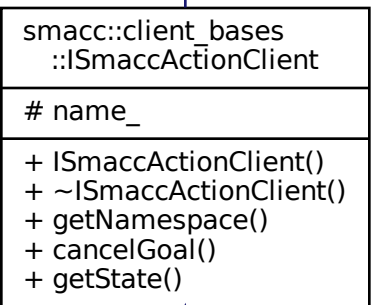 smacc::client_bases
::ISmaccActionClient
# name_
+ ISmaccActionClient()
+ ~ISmaccActionClient()
+ getNamespace()
+ cancelGoal()
+ getState()